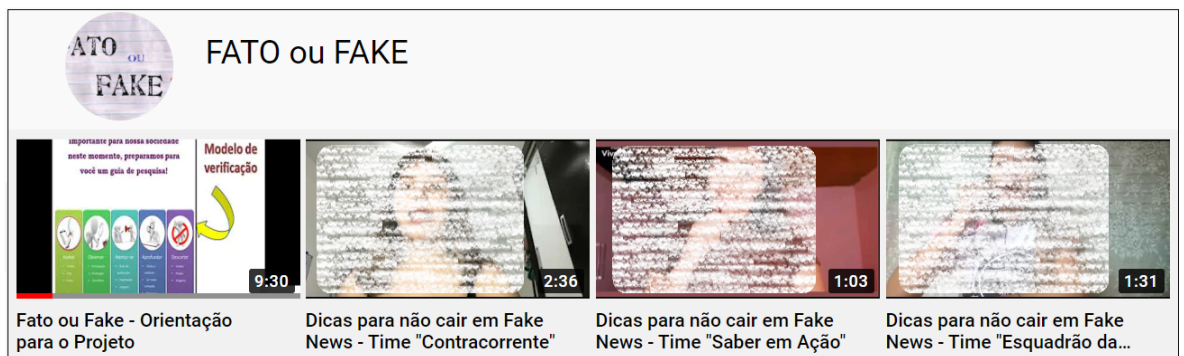 FATO
OU
FAKE
FATO ou FAKE
importante para nossa sociedade
neste momento, preparamos para
você um guia de pesquisa!
Modelo de
verificação
9:30
2:36
1:03
1:31
Fato ou Fake - Orientação
para o Projeto
Dicas para não cair em Fake
News - Time "Contracorrente"
Dicas para não cair em Fake
News - Time "Saber em Ação"
Dicas para não cair em Fake
News - Time "Esquadrão da...